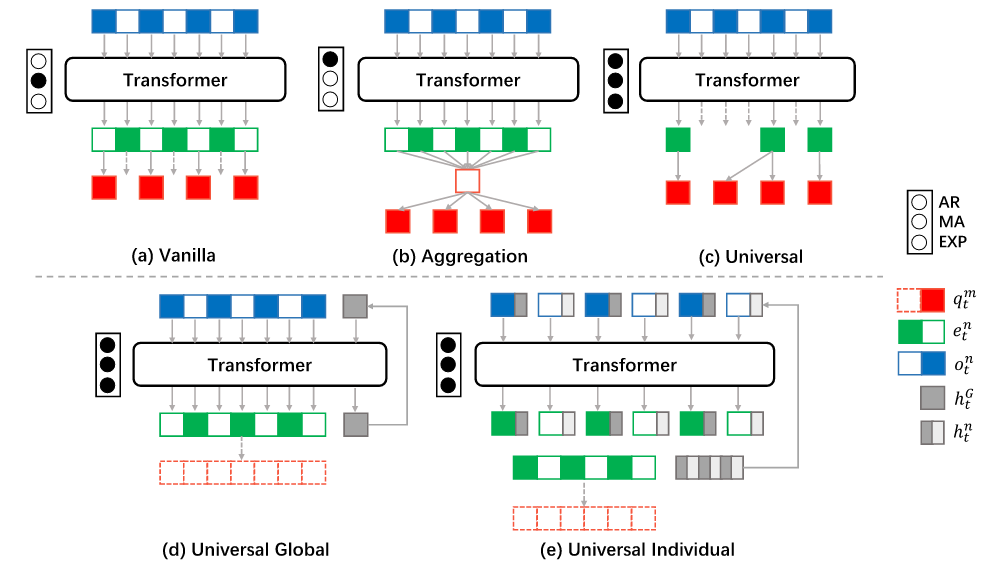 Transformer
Transformer
Transformer
(a) Vanilla
(b) Aggregation
(c) Universal
AR
MA
EXP
Transformer
Transformer
(d) Universal Global
(e) Universal Individual
q_t^m
e_t^n
o_t^n
h_t^G
h_t^n